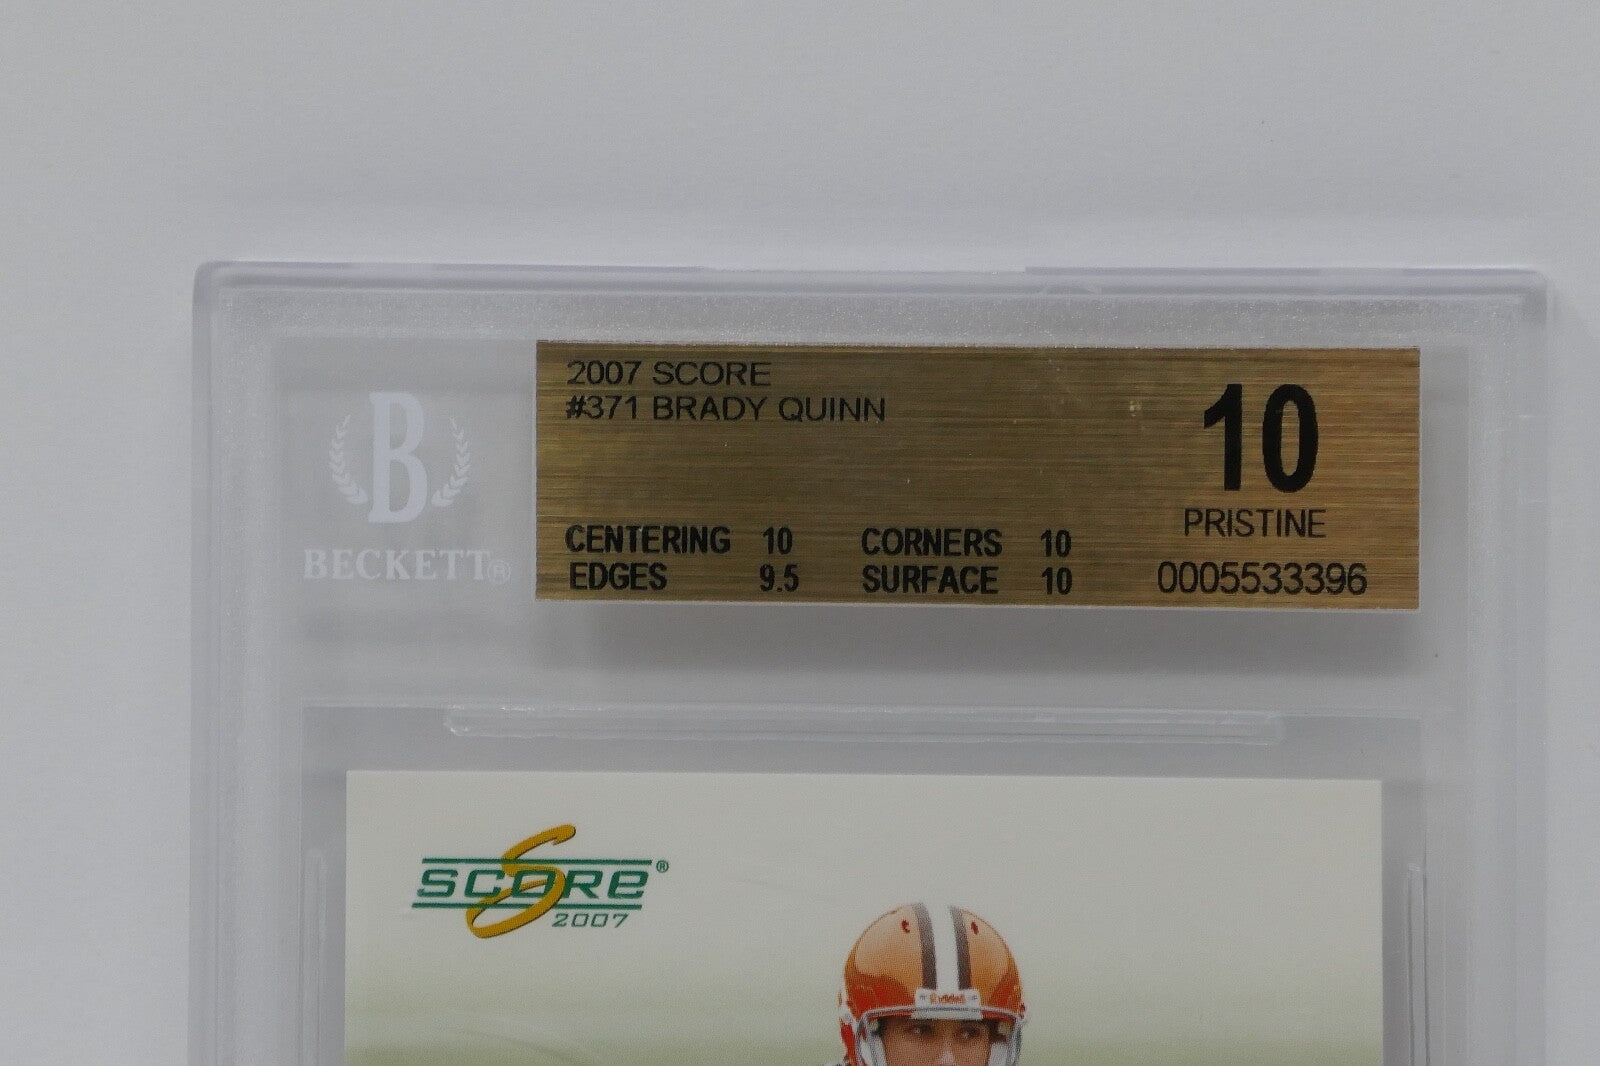 2007 SCORE
#371 BRADY QUINN
10
PRISTINE
CENTERING 10 CORNERS 10
EDGES 9.5 SURFACE 10
0005533396
B
BECKETT®
S
SCORE®
2007
Riddell